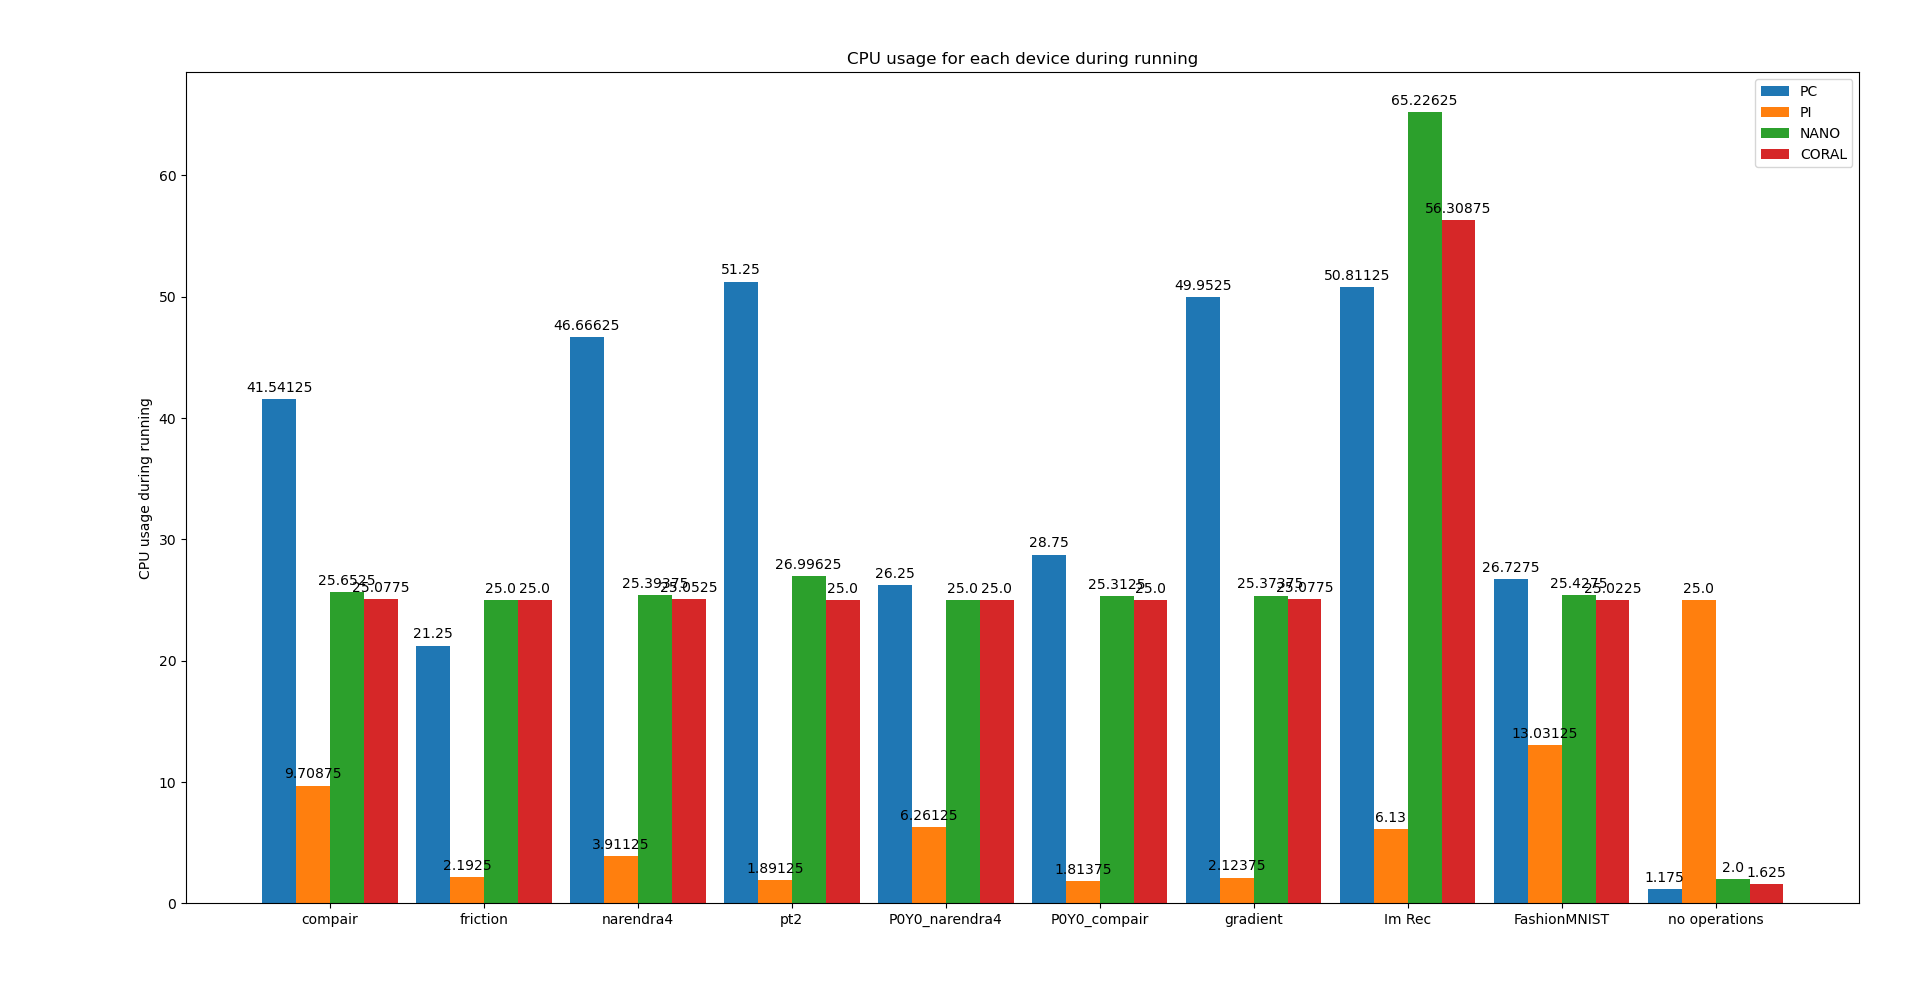 CPU usage for each device during running
PC
PI
NANO
CORAL
CPU usage during running
60
50
40
30
20
10
0
41.54125
9.70875
25.6525
25.0775
21.25
2.1925
25.0
25.0
46.66625
3.91125
25.39375
25.0525
51.25
1.89125
26.99625
25.0
26.25
6.26125
25.0
25.0
28.75
1.81375
25.3125
25.0
49.9525
2.12375
25.0775
50.81125
6.13
65.22625
56.30875
26.7275
13.03125
25.4275
25.0225
1.175
25.0
2.0
1.625
compair
friction
narendra4
pt2
P0Y0_narendra4
P0Y0_compair
gradient
Im Rec
FashionMNIST
no operations